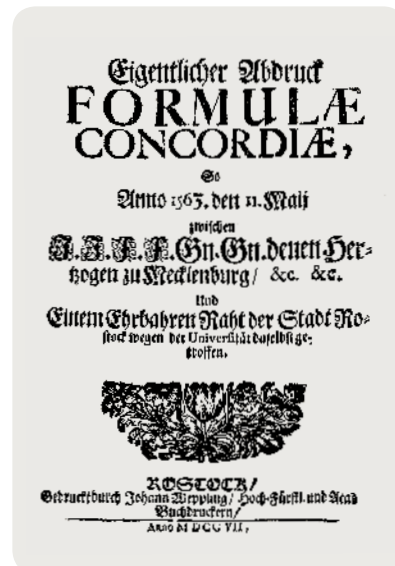 Eigentlicher Abdruck
FORMULÆ
CONCORDIÆ,
So
Anno 1563. den 11. Maij
zwischen
J. J. F. F. Gn. Gn. denen Her⸗
tzogen zu Mecklenburg/ &c. &c.
Und
Einem Ehrbahren Raht der Stadt Ro⸗
stock wegen der Universität daselbst ge⸗
troffen.
ROSTOCK/
Gedruckt durch Johann Weppling/ Hoch-Fürstl. und Acad
Buchdruckern/
Anno M DCC VII,